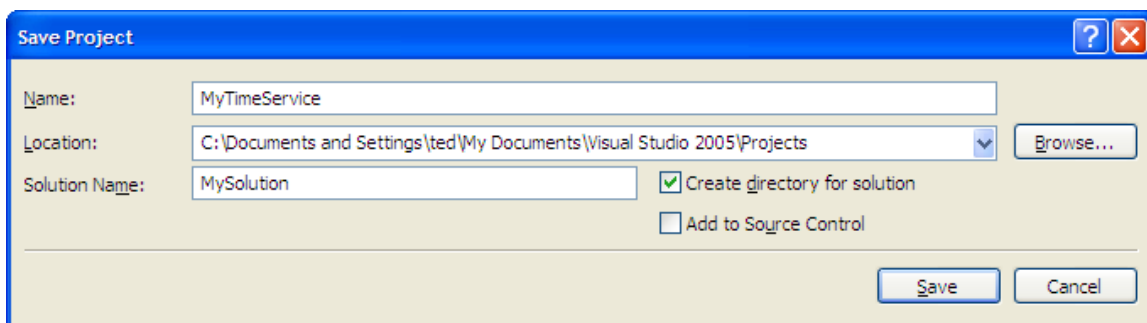 Save Project
Name: MyTimeService
Location: C:\Documents and Settings\ted\My Documents\Visual Studio 2005\Projects Browse...
Solution Name: MySolution Create directory for solution
Add to Source Control
Save Cancel